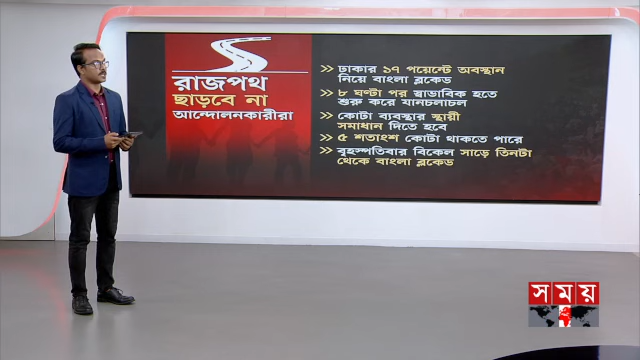 রাজপথ
ছাড়বে না
আন্দোলনকারীরা
ঢাকার ১৭ পয়েন্টে অবস্থান
নিয়ে বাংলা ব্লকেড
৮ ঘণ্টা পর স্বাভাবিক হতে
শুরু করে যানচলাচল
কোটা ব্যবস্থার স্থায়ী
সমাধান দিতে হবে
৫ শতাংশ কোটা থাকতে পারে
বৃহস্পতিবার বিকেল সাড়ে তিনটা
থেকে বাংলা ব্লকেড
সময়